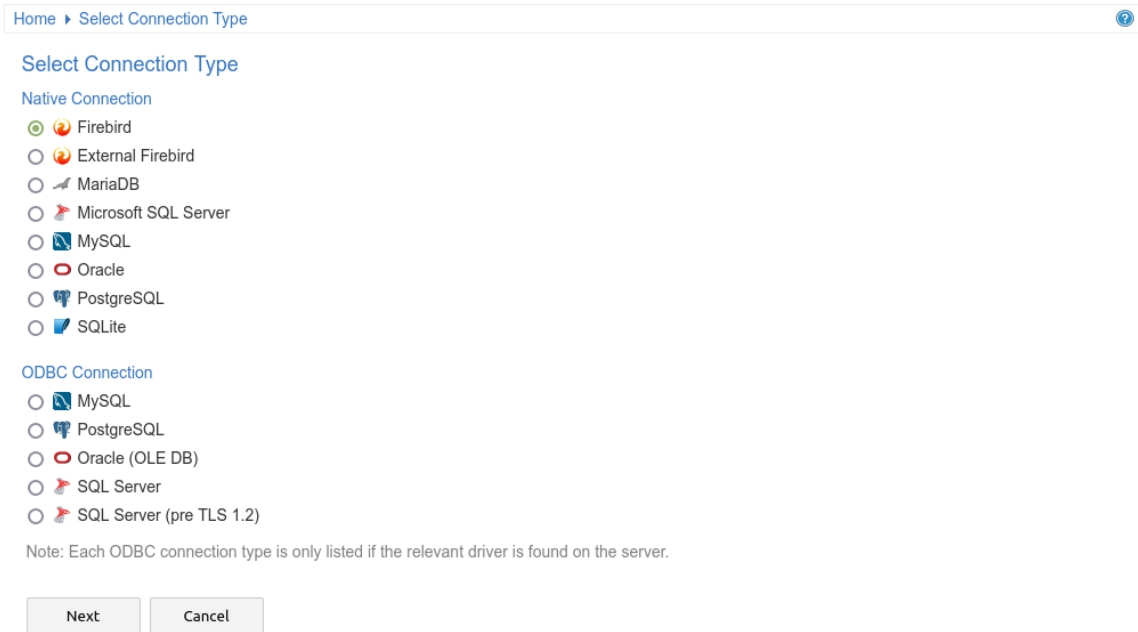 Home Select Connection Type
Select Connection Type
Native Connection
Firebird
External Firebird
MariaDB
Microsoft SQL Server
MySQL
Oracle
PostgreSQL
SQLite
ODBC Connection
MySQL
PostgreSQL
Oracle (OLE DB)
SQL Server
SQL Server (pre TLS 1.2)
Note: Each ODBC connection type is only listed if the relevant driver is found on the server.
Next Cancel